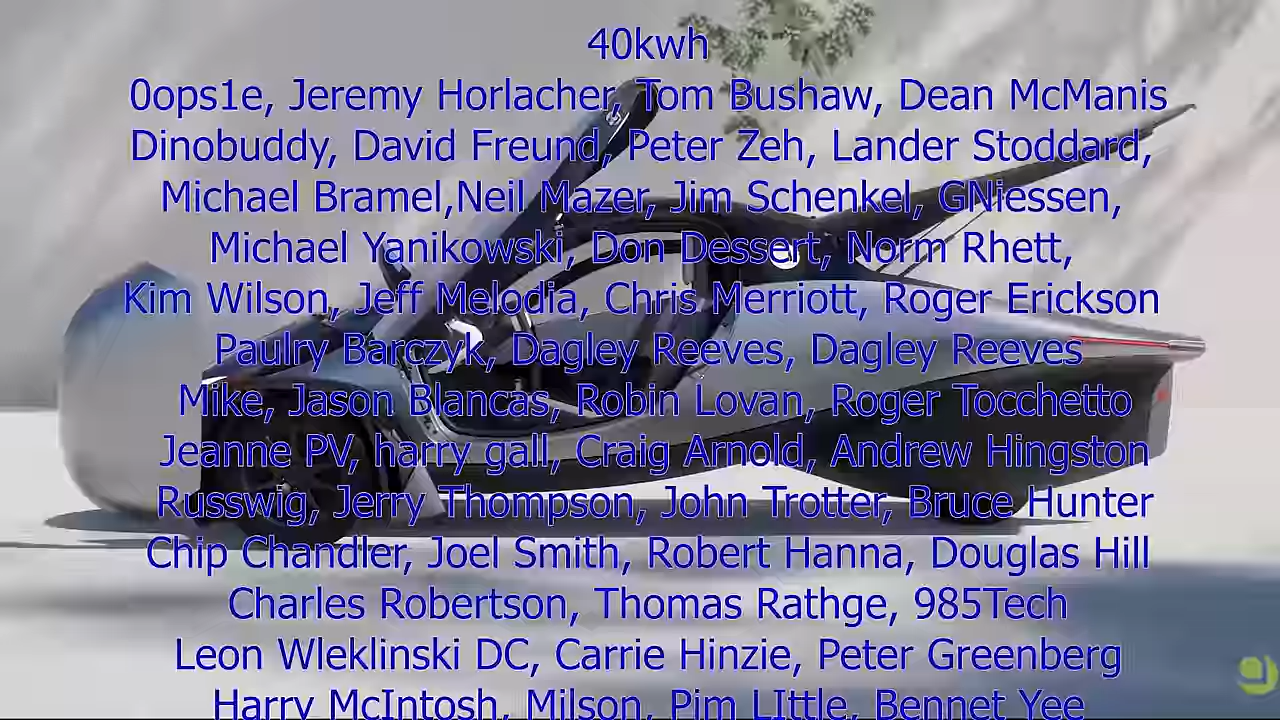 40kwh
0ops1e, Jeremy Horlacher, Tom Bushaw, Dean McManis
Dinobuddy, David Freund, Peter Zeh, Lander Stoddard,
Michael Bramel,Neil Mazer, Jim Schenkel, GNiessen,
Michael Yanikowski, Don Dessert, Norm Rhett,
Kim Wilson, Jeff Melodia, Chris Merriott, Roger Erickson
Paulry Barczyk, Dagley Reeves, Dagley Reeves
Mike, Jason Blancas, Robin Lovan, Roger Tocchetto
Jeanne PV, harry gall, Craig Arnold, Andrew Hingston
Russwig, Jerry Thompson, John Trotter, Bruce Hunter
Chip Chandler, Joel Smith, Robert Hanna, Douglas Hill
Charles Robertson, Thomas Rathge, 985Tech
Leon Wleklinski DC, Carrie Hinzie, Peter Greenberg
Harry McIntosh, Milson, Pim LIttle, Bennet Yee